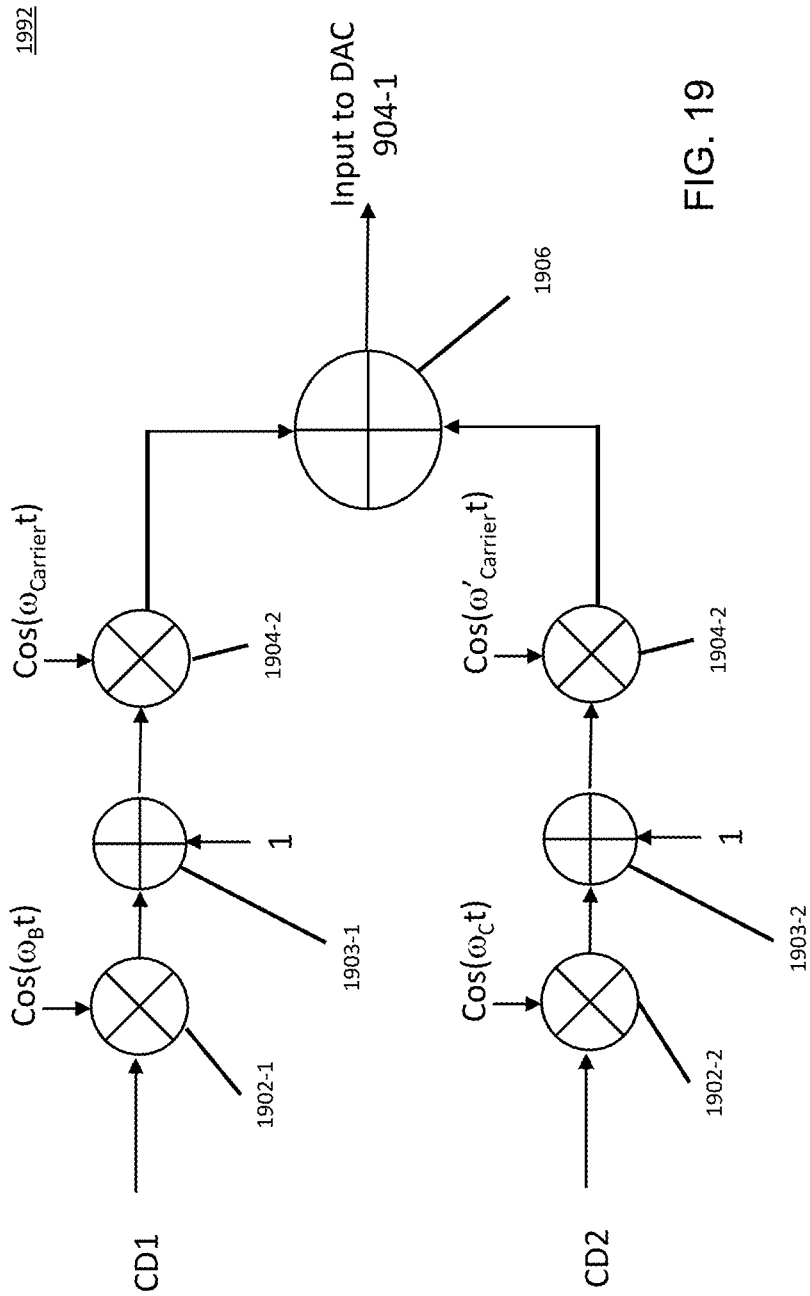 1992
CD1
Cos(ωBt)
1902-1
1903-1
1
Cos(ωCarriert)
1904-2
Input to DAC
904-1
1906
CD2
Cos(ωCt)
1902-2
1903-2
1
Cos(ω'Carriert)
1904-2
FIG. 19